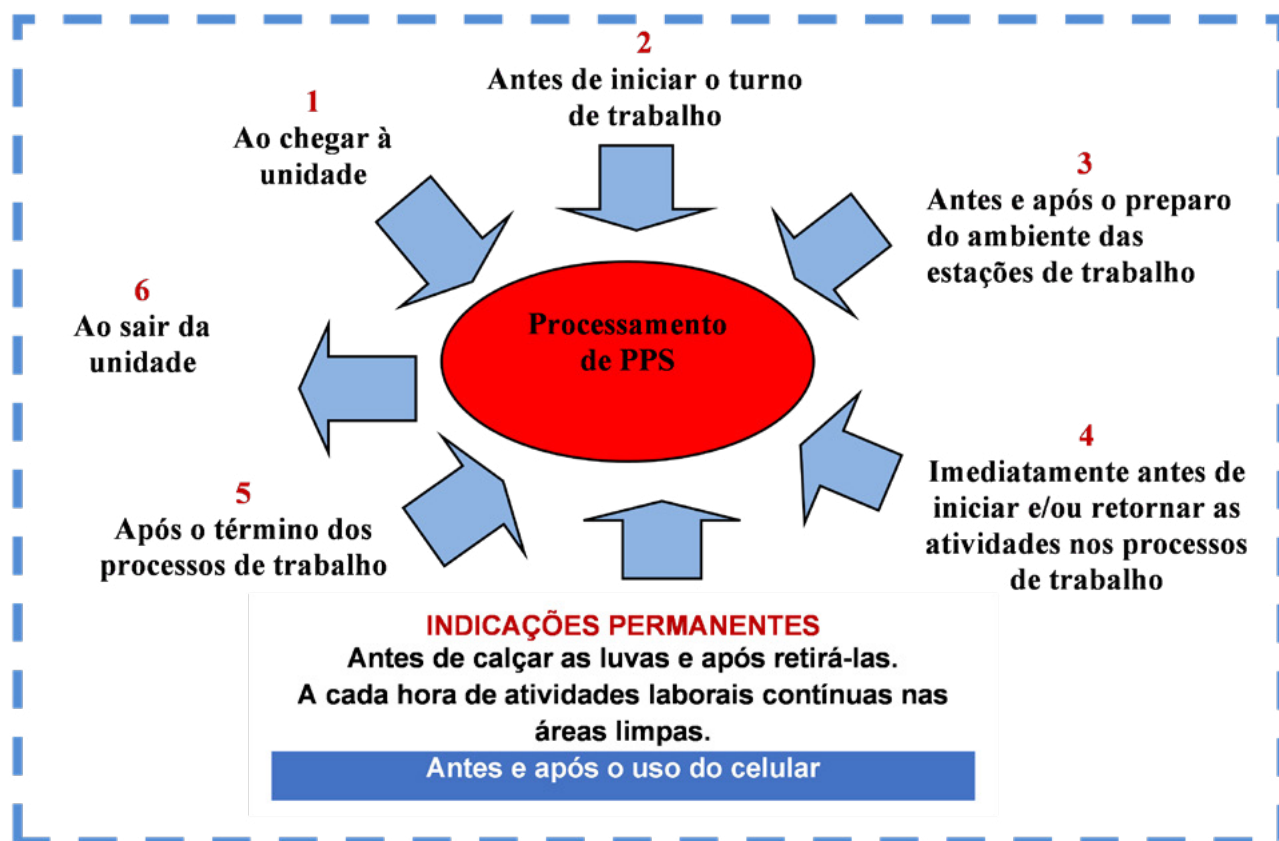 1
Ao chegar à
unidade
2
Antes de iniciar o turno
de trabalho
3
Antes e após o preparo
do ambiente das
estações de trabalho
Processamento
de PPS
6
Ao sair da
unidade
4
Imediatamente antes de
iniciar e/ou retornar as
atividades nos processos
de trabalho
5
Após o término dos
processos de trabalho
INDICAÇÕES PERMANENTES
Antes de calçar as luvas e após retirá-las.
A cada hora de atividades laborais contínuas nas
áreas limpas.
Antes e após o uso do celular